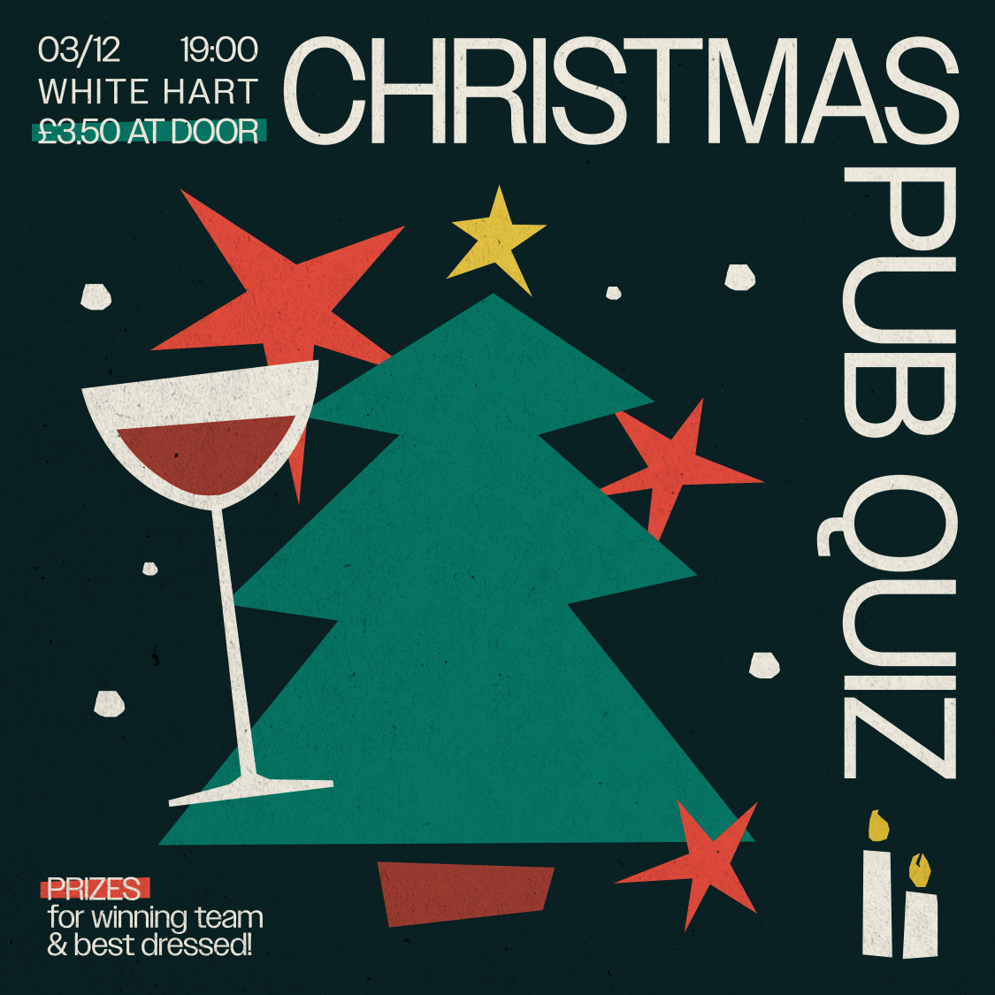 03/12 19:00
WHITE HART
£3.50 AT DOOR
CHRISTMAS
PUB QUIZ
PRIZES
for winning team
& best dressed!